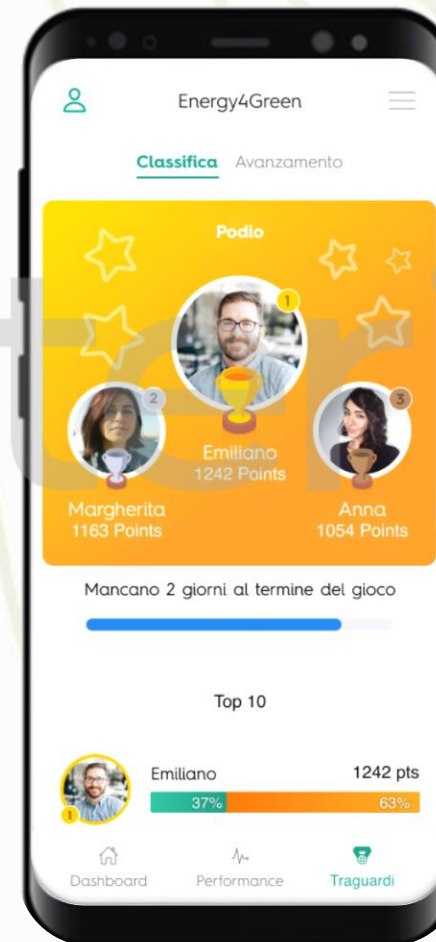 Energy4Green
Classifica Avanzamento
Podio
1
2
3
Emiliano
1242 Points
Margherita
1163 Points
Anna
1054 Points
Mancano 2 giorni al termine del gioco
Top 10
Emiliano 1242 pts
1
37% 63%
Dashboard Performance Traguardi